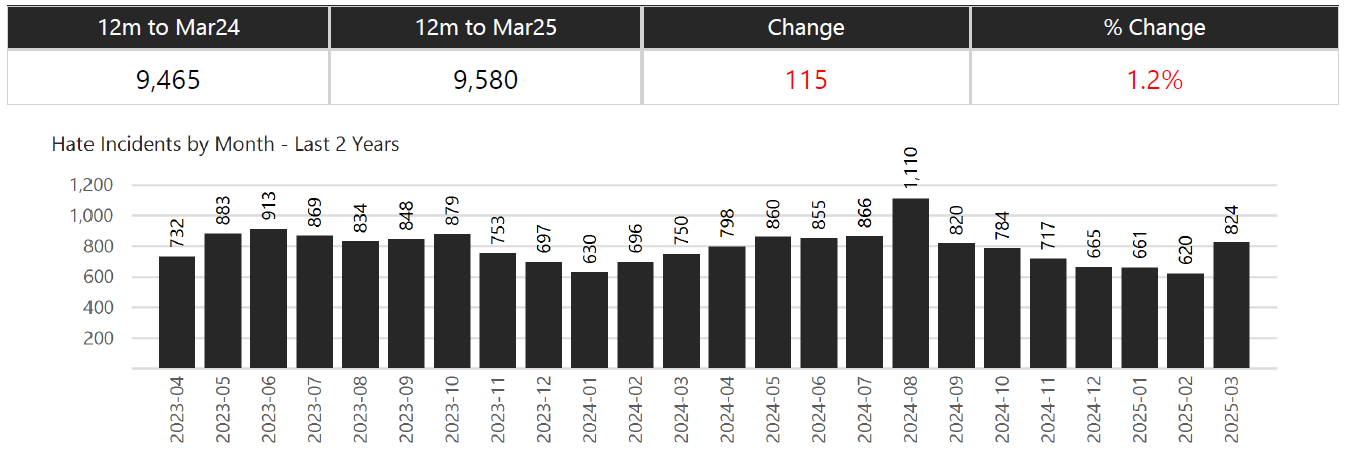 12m to Mar24 12m to Mar25 Change % Change
9,465 9,580 115 1.2%
Hate Incidents by Month - Last 2 Years
1,200
1,000
800
600
400
200
732 883 913 869 834 848 879 753 697 630 696 750 798 860 855 866 1,110 820 784 717 665 661 620 824
2023-04 2023-05 2023-06 2023-07 2023-08 2023-09 2023-10 2023-11 2023-12 2024-01 2024-02 2024-03 2024-04 2024-05 2024-06 2024-07 2024-08 2024-09 2024-10 2024-11 2024-12 2025-01 2025-02 2025-03